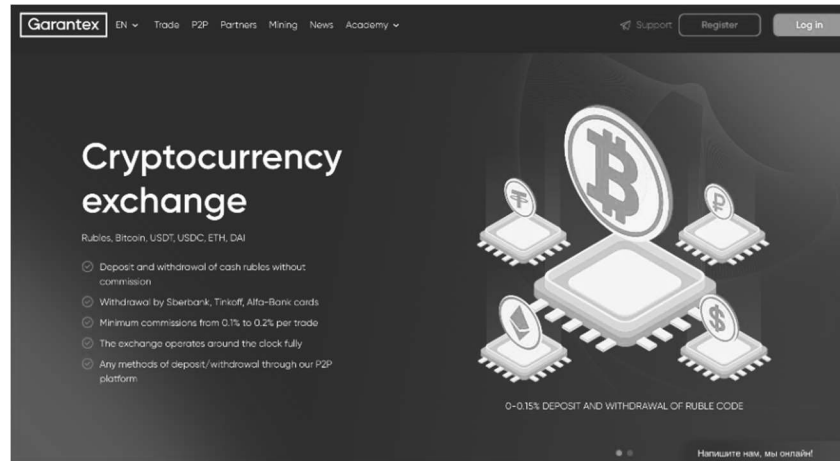 Garantex EN Trade P2P Partners Mining News Academy Support Register Log in
Cryptocurrency
exchange
Rubles, Bitcoin, USDT, USDC, ETH, DAI
Deposit and withdrawal of cash rubles without
commission
Withdrawal by Sberbank, Tinkoff, Alfa-Bank cards
Minimum commissions from 0.1% to 0.2% per trade
The exchange operates around the clock fully
Any methods of deposit/withdrawal through our P2P
platform
0-0.15% DEPOSIT AND WITHDRAWAL OF RUBLE CODE
Напишите нам, мы онлайн!